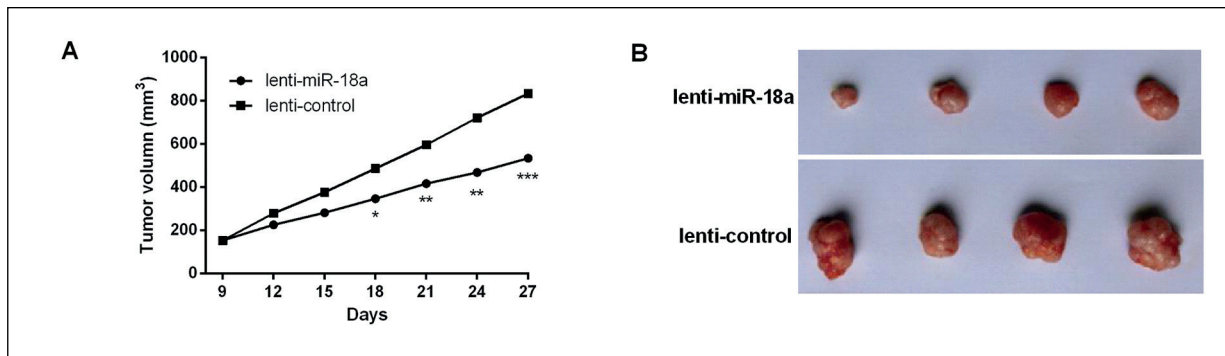 A
Tumor volumn (mm³)
1000
800
600
400
200
0
lenti-miR-18a
lenti-control
*
**
**
***
9 12 15 18 21 24 27
Days
B
lenti-miR-18a
lenti-control